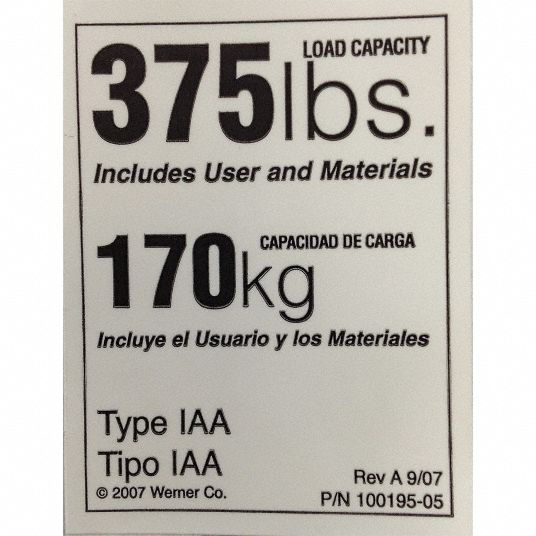 LOAD CAPACITY
375lbs.
Includes User and Materials
CAPACIDAD DE CARGA
170kg
Incluye el Usuario y los Materiales
Type IAA
Tipo IAA
© 2007 Werner Co.
Rev A 9/07
P/N 100195-05